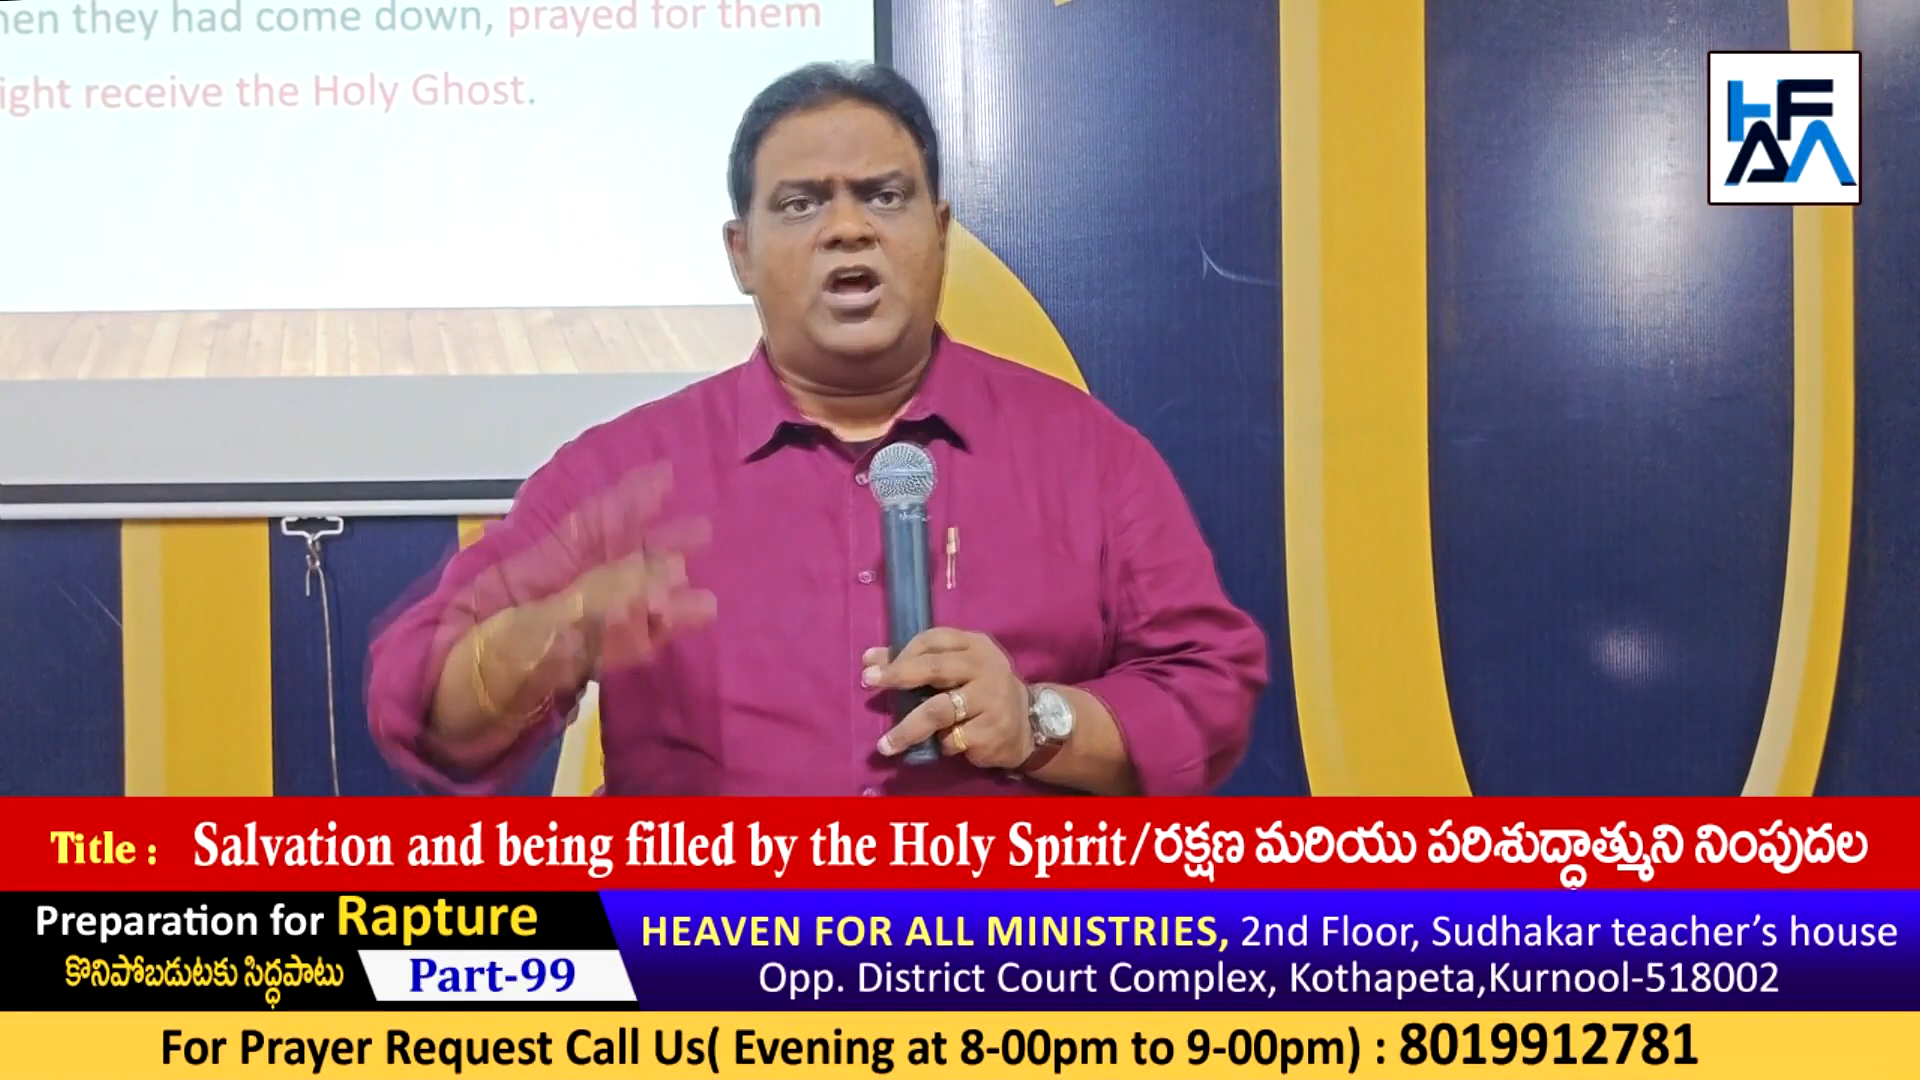 hen they had come down, prayed for them
ight receive the Holy Ghost.
HFA
Title : Salvation and being filled by the Holy Spirit/రక్షణ మరియు పరిశుద్ధాత్ముని నింపుదల
Preparation for Rapture
కొనిపోబడుటకు సిద్ధపాటు
Part-99
HEAVEN FOR ALL MINISTRIES, 2nd Floor, Sudhakar teacher's house
Opp. District Court Complex, Kothapeta,Kurnool-518002
For Prayer Request Call Us( Evening at 8-00pm to 9-00pm) : 8019912781